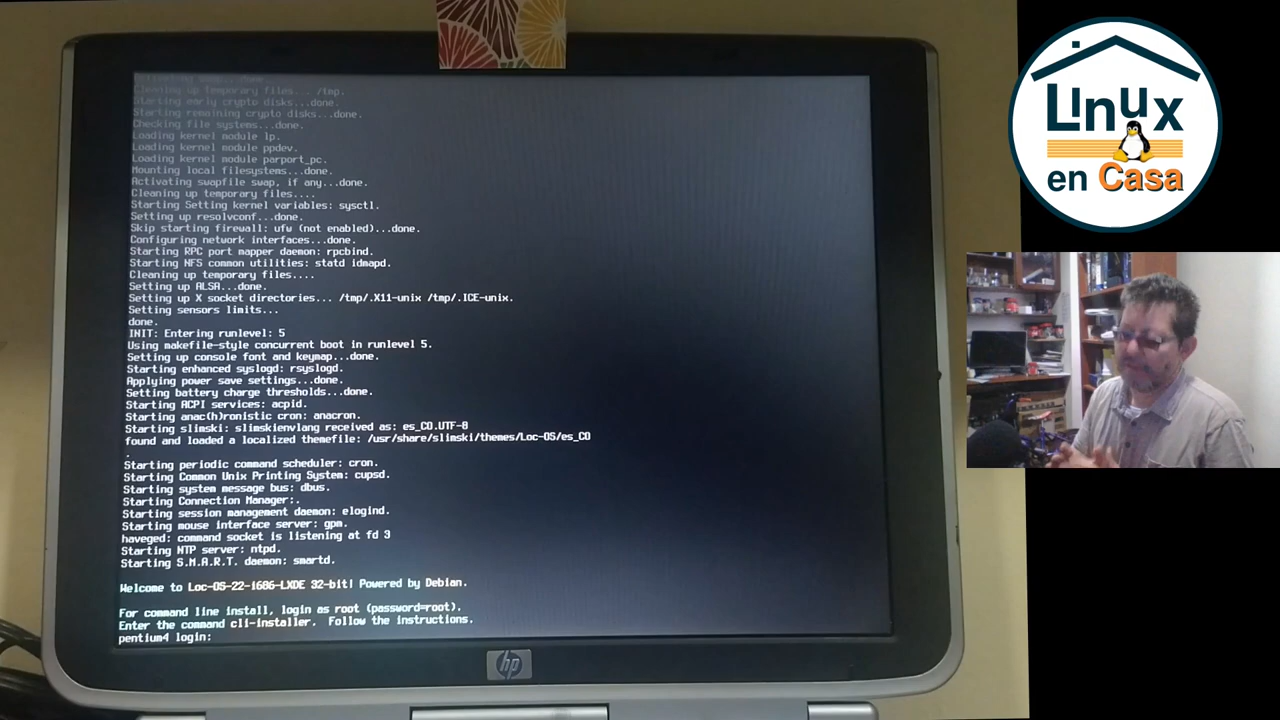 Cleaning up temporary files... /tmp.
Starting early crypto disks...done.
Starting remaining crypto disks...done.
Checking file systems...done.
Loading kernel module lp.
Loading kernel module ppdev.
Loading kernel module parport_pc.
Mounting local filesystems...done.
Activating swapfile swap, if any...done.
Cleaning up temporary files....
Starting Setting kernel variables: sysctl.
Setting up resolvconf...done.
Skip starting firewall: ufw (not enabled)...done.
Configuring network interfaces...done.
Starting RPC port mapper daemon: rpcbind.
Starting NFS common utilities: statd idmapd.
Cleaning up temporary files....
Setting up ALSA...done.
Setting up X socket directories... /tmp/.X11-unix /tmp/.ICE-unix.
Setting sensors limits...
done.
INIT: Entering runlevel: 5
Using makefile-style concurrent boot in runlevel 5.
Setting up console font and keymap...done.
Starting enhanced syslogd: rsyslogd.
Applying power save settings...done.
Setting battery charge thresholds...done.
Starting ACPI services: acpid.
Starting anac(h)ronistic cron: anacron.
Starting slimski: slimskienvlang received as: es_CO.UTF-8
found and loaded a localized themefile: /usr/share/slimski/themes/Loc-OS/es_CO
.
Starting periodic command scheduler: cron.
Starting Common Unix Printing System: cupsd.
Starting system message bus: dbus.
Starting Connection Manager:.
Starting session management daemon: elogind.
Starting mouse interface server: gpm.
haveged: command socket is listening at fd 3
Starting NTP server: ntpd.
Starting S.M.A.R.T. daemon: smartd.
Welcome to Loc-OS-22-i686-LXDE 32-bit! Powered by Debian.
For command line install, login as root (password=root).
Enter the command cli-installer. Follow the instructions.
pentium4 login:
hp
Linux
en Casa